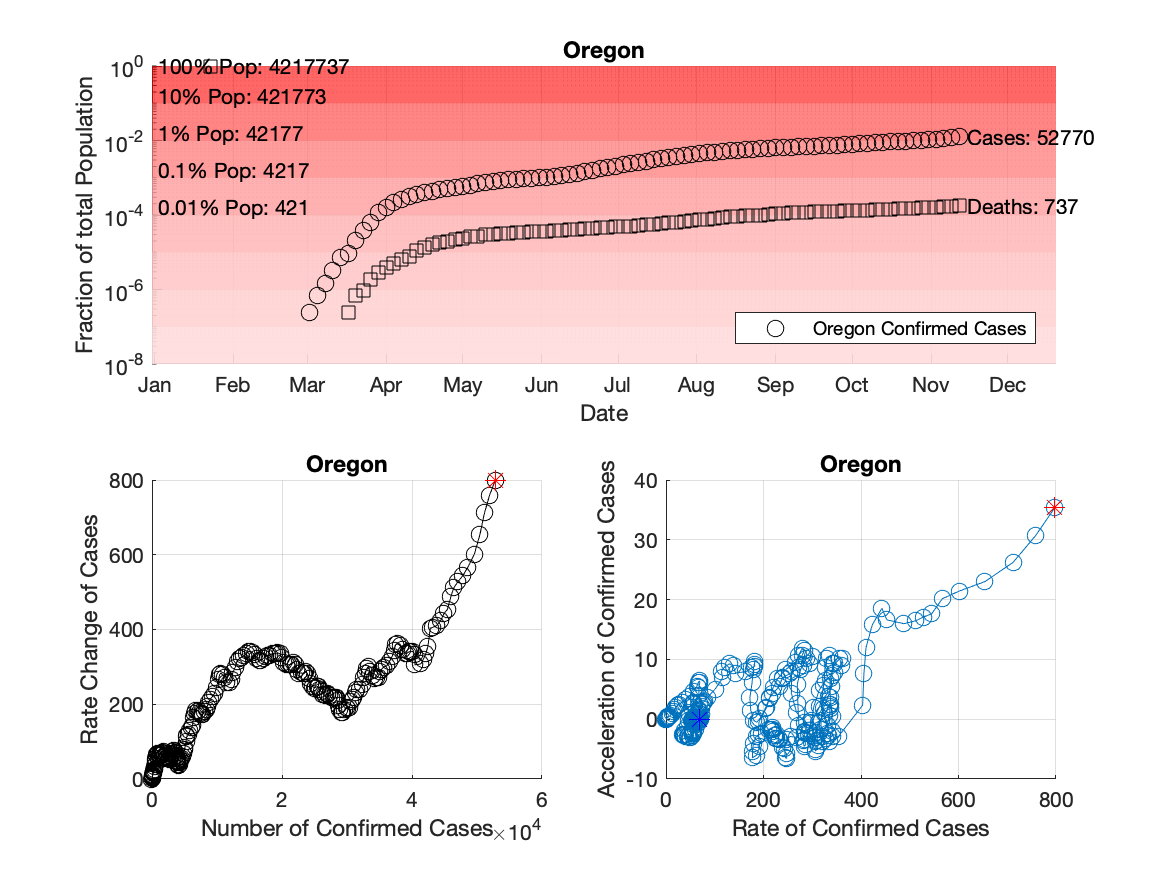 Oregon
10^0
10^-2
10^-4
10^-6
10^-8
Fraction of total Population
100% Pop: 4217737
10% Pop: 421773
1% Pop: 42177
0.1% Pop: 4217
0.01% Pop: 421
Cases: 52770
Deaths: 737
Oregon Confirmed Cases
Jan Feb Mar Apr May Jun Jul Aug Sep Oct Nov Dec
Date
Oregon
800
600
400
200
0
Rate Change of Cases
0 2 4 6
Number of Confirmed Cases ×10^4
Oregon
40
30
20
10
0
-10
Acceleration of Confirmed Cases
0 200 400 600 800
Rate of Confirmed Cases